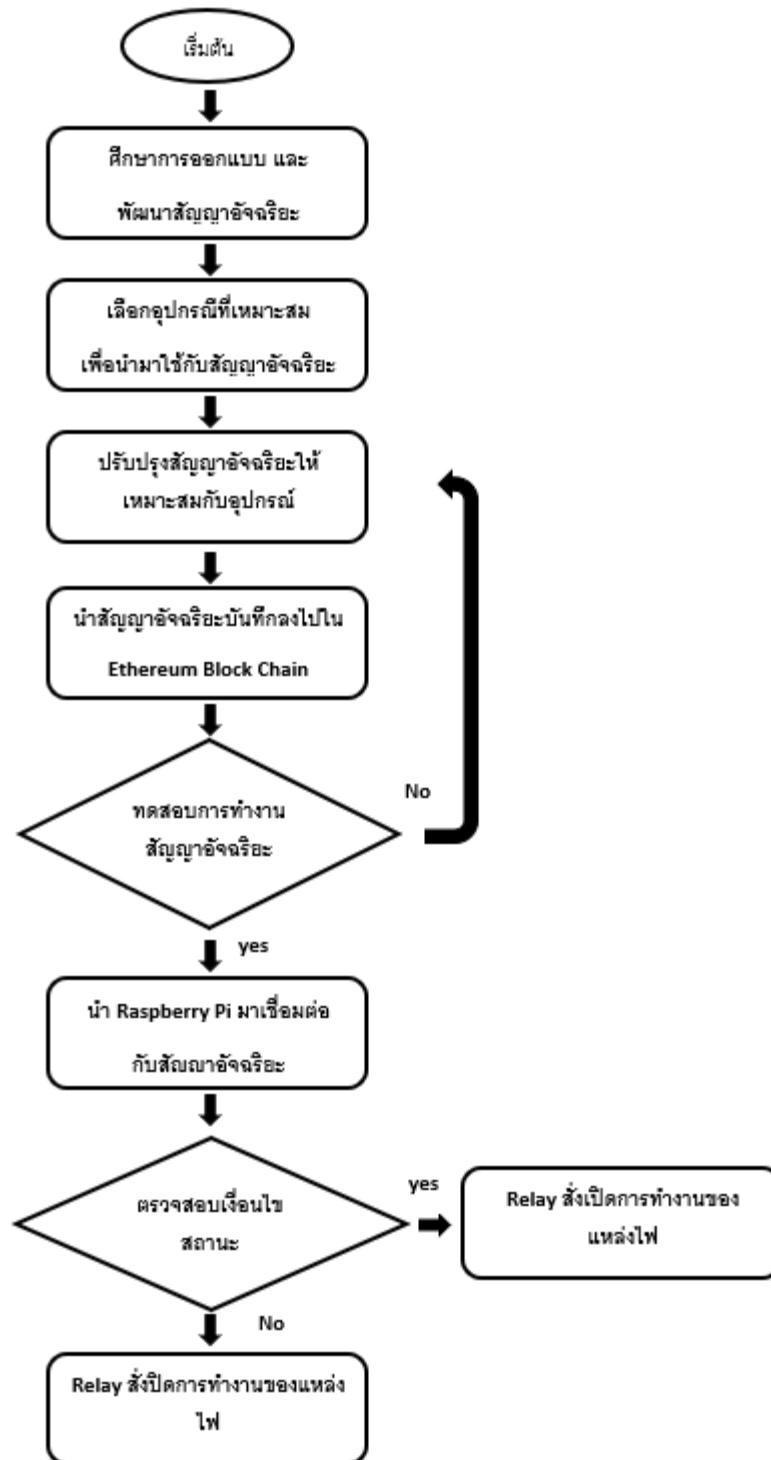 เริ่มต้น
ศึกษาการออกแบบ และ
พัฒนาสัญญาอัจฉริยะ
เลือกอุปกรณีที่เหมาะสม
เพื่อนำมาใช้กับสัญญาอัจฉริยะ
ปรับปรุงสัญญาอัจฉริยะให้
เหมาะสมกับอุปกรณ์
นำสัญญาอัจฉริยะบันทึกลงไปใน
Ethereum Block Chain
No
ทดสอบการทำงาน
สัญญาอัจฉริยะ
yes
นำ Raspberry Pi มาเชื่อมต่อ
กับสัญญาอัจฉริยะ
ตรวจสอบเงื่อนไข
สถานะ
yes
Relay สั่งเปิดการทำงานของ
แหล่งไฟ
No
Relay สั่งปิดการทำงานของแหล่ง
ไฟ